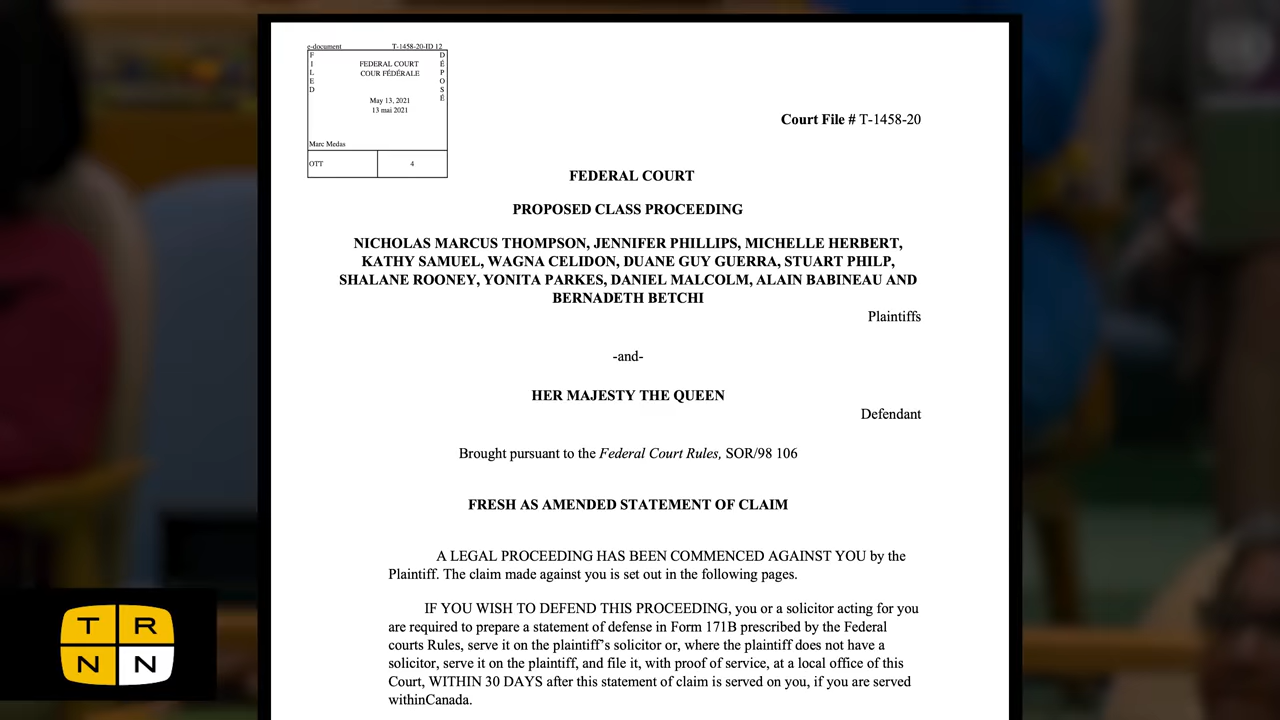 e-document T-1458-20-ID 12
FILED
FEDERAL COURT
COUR FÉDÉRALE
DÉPOSÉ
May 13, 2021
13 mai 2021
Marc Medas
OTT 4
Court File # T-1458-20
FEDERAL COURT
PROPOSED CLASS PROCEEDING
NICHOLAS MARCUS THOMPSON, JENNIFER PHILLIPS, MICHELLE HERBERT,
KATHY SAMUEL, WAGNA CELIDON, DUANE GUY GUERRA, STUART PHILP,
SHALANE ROONEY, YONITA PARKES, DANIEL MALCOLM, ALAIN BABINEAU AND
BERNADETH BETCHI
Plaintiffs
-and-
HER MAJESTY THE QUEEN
Defendant
Brought pursuant to the Federal Court Rules, SOR/98 106
FRESH AS AMENDED STATEMENT OF CLAIM
A LEGAL PROCEEDING HAS BEEN COMMENCED AGAINST YOU by the
Plaintiff. The claim made against you is set out in the following pages.
IF YOU WISH TO DEFEND THIS PROCEEDING, you or a solicitor acting for you
are required to prepare a statement of defense in Form 171B prescribed by the Federal
courts Rules, serve it on the plaintiff's solicitor or, where the plaintiff does not have a
solicitor, serve it on the plaintiff, and file it, with proof of service, at a local office of this
Court, WITHIN 30 DAYS after this statement of claim is served on you, if you are served
withinCanada.
TR
NN